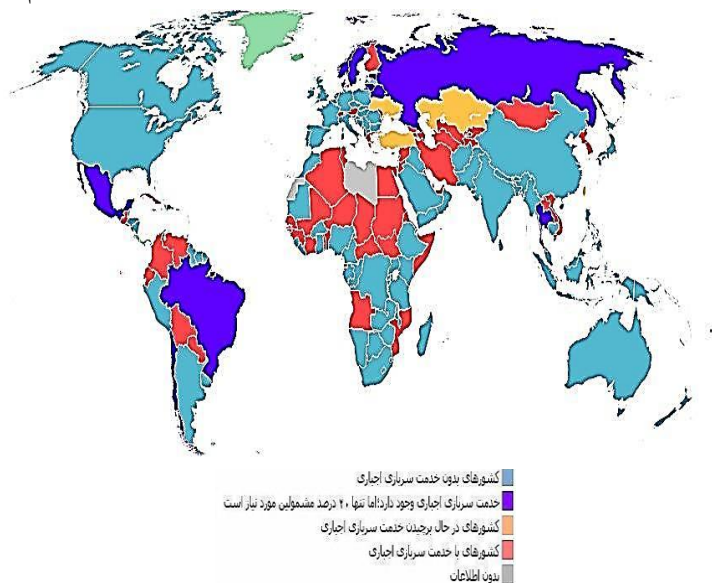 کشورهای بدون خدمت سربازی اجباری
خدمت سربازی اجباری وجود دارد؛اما تنها ۲۰ درصد مشمولین مورد نیاز است
کشورهای در حال برچیدن خدمت سربازی اجباری
کشورهای با خدمت سربازی اجباری
بدون اطلاعات